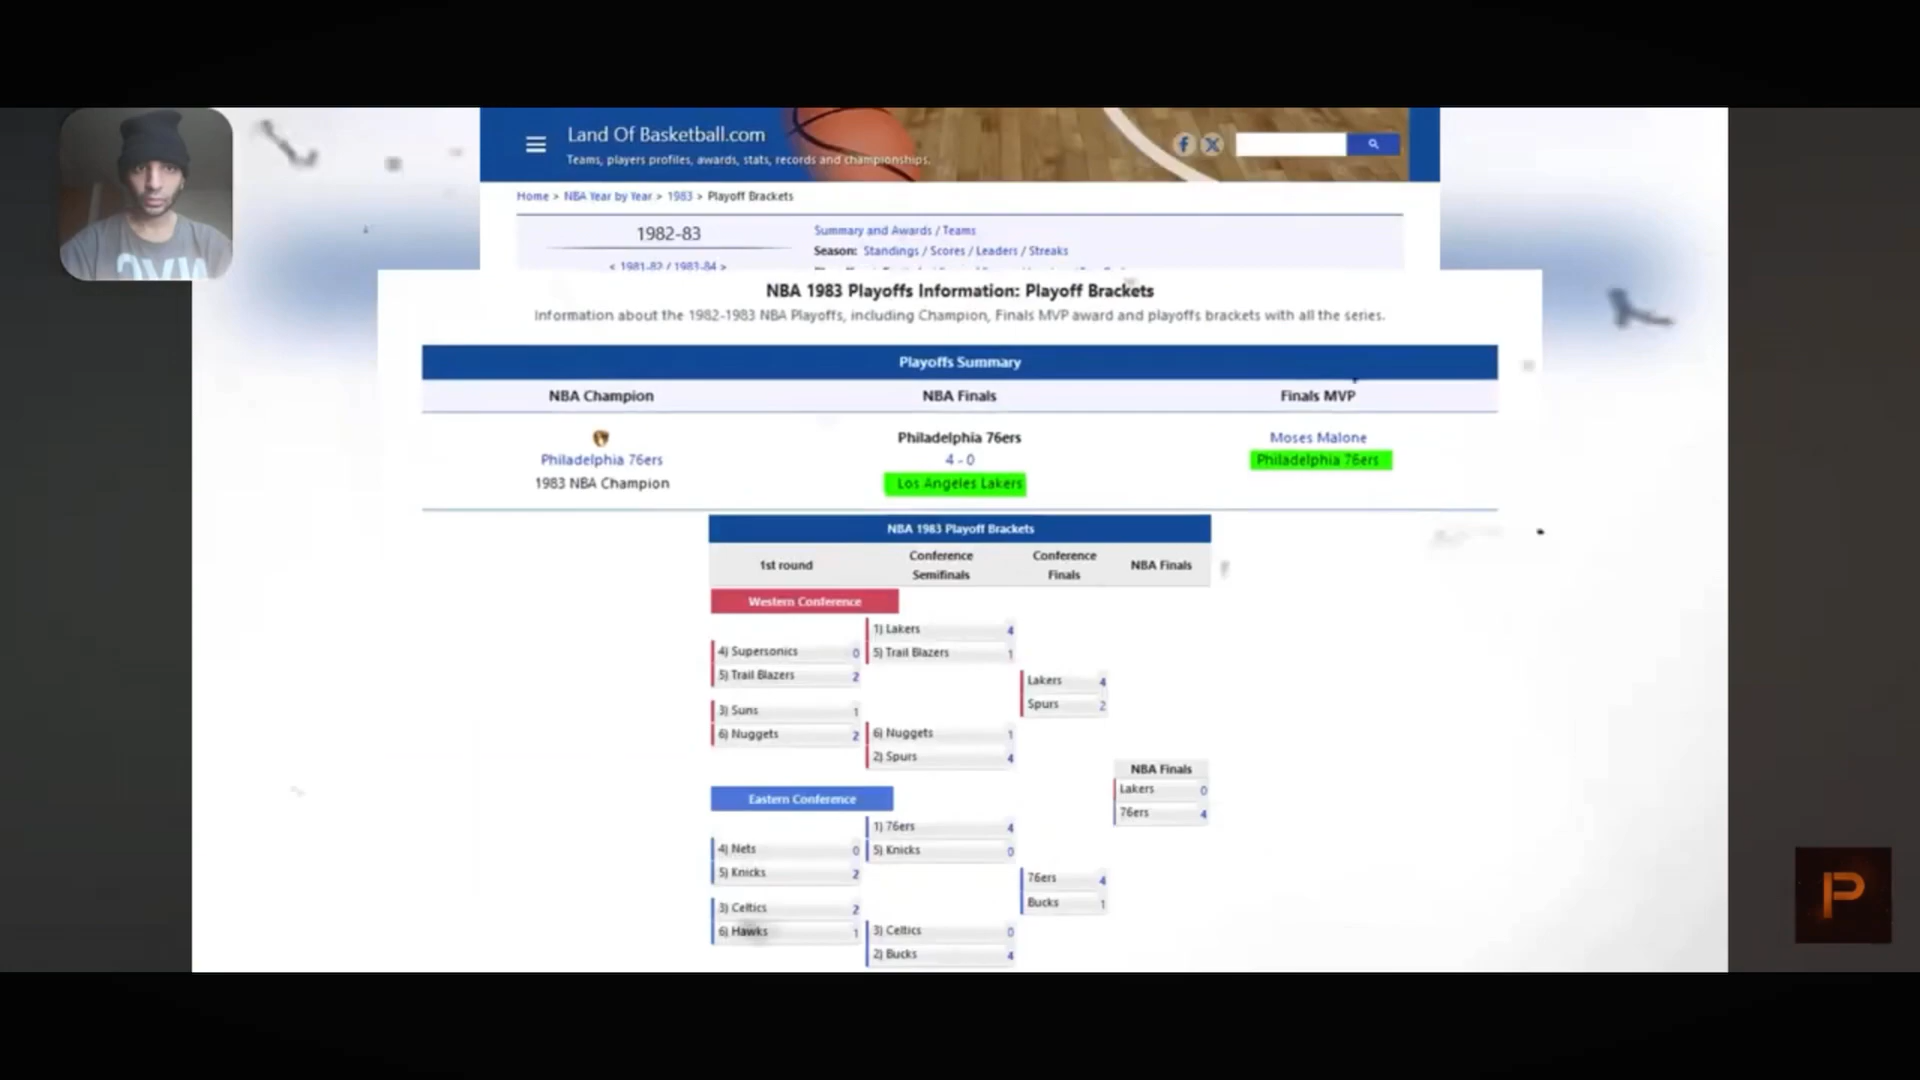 Land Of Basketball.com
Teams, players profiles, awards, stats, records and championships.
Home > NBA Year by Year > 1983 > Playoff Brackets
1982-83
Summary and Awards / Teams
Season: Standings / Scores / Leaders / Streaks
< 1981-82 / 1983-84 >
NBA 1983 Playoffs Information: Playoff Brackets
Information about the 1982-1983 NBA Playoffs, including Champion, Finals MVP award and playoffs brackets with all the series.
Playoffs Summary
NBA Champion NBA Finals Finals MVP
Philadelphia 76ers Moses Malone
Philadelphia 76ers 4 - 0 Philadelphia 76ers
1983 NBA Champion Los Angeles Lakers
NBA 1983 Playoff Brackets
1st round Conference Semifinals Conference Finals NBA Finals
Western Conference
1) Lakers 4
4) Supersonics 0 5) Trail Blazers 1
5) Trail Blazers 2
Lakers 4
Spurs 2
3) Suns 1
6) Nuggets 2 6) Nuggets 1
2) Spurs 4
NBA Finals
Lakers 0
76ers 4
Eastern Conference
1) 76ers 4
4) Nets 0 5) Knicks 0
5) Knicks 2
76ers 4
Bucks 1
3) Celtics 2
6) Hawks 1 3) Celtics 0
2) Bucks 4
P